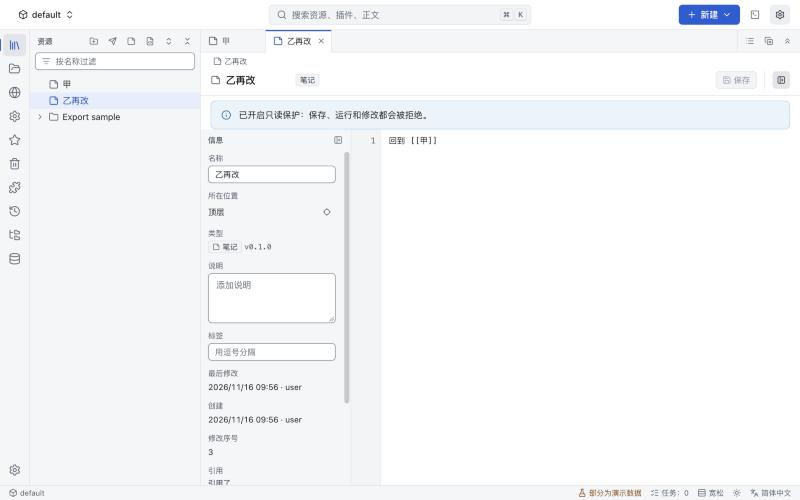 default
搜索资源、插件、正文
⌘ K
新建
资源
按名称过滤
甲
乙再改
Export sample
甲
乙再改
乙再改
乙再改
笔记
保存
已开启只读保护：保存、运行和修改都会被拒绝。
信息
名称
乙再改
所在位置
顶层
类型
笔记 v0.1.0
说明
添加说明
标签
用逗号分隔
最后修改
2026/11/16 09:56 · user
创建
2026/11/16 09:56 · user
修改序号
3
引用
引用了
1 回到 [[甲]]
default
部分为演示数据
任务: 0
宽松
简体中文